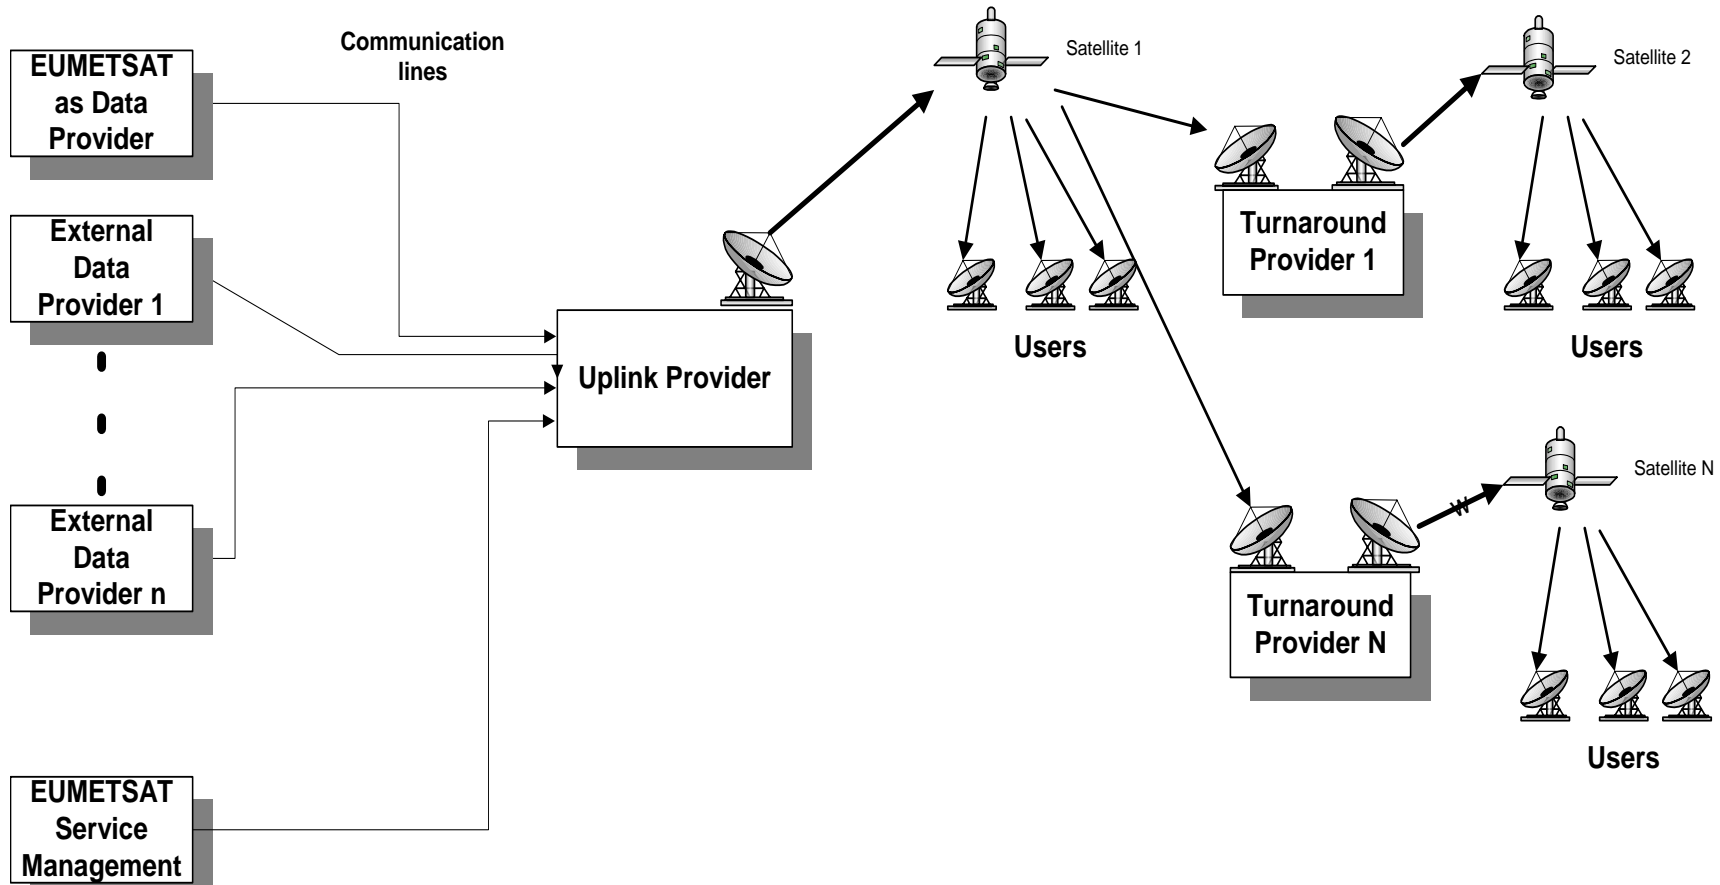 Communication
lines
EUMETSAT
as Data
Provider
External
Data
Provider 1
External
Data
Provider n
EUMETSAT
Service
Management
Uplink Provider
Satellite 1
Users
Turnaround
Provider 1
Satellite 2
Users
Turnaround
Provider N
Satellite N
Users